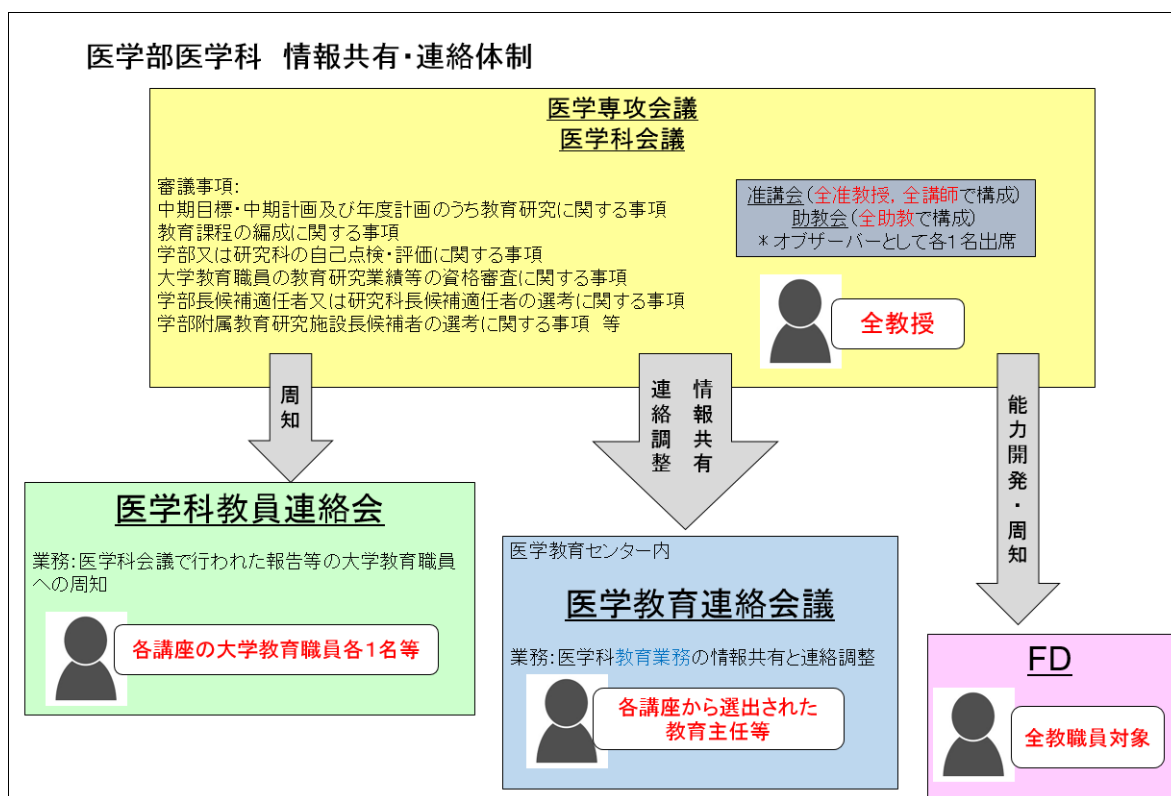 医学部医学科　情報共有・連絡体制
医学専攻会議
医学科会議
審議事項:
中期目標・中期計画及び年度計画のうち教育研究に関する事項
教育課程の編成に関する事項
学部又は研究科の自己点検・評価に関する事項
大学教育職員の教育研究業績等の資格審査に関する事項
学部長候補適任者又は研究科長候補適任者の選考に関する事項
学部附属教育研究施設長候補者の選考に関する事項　等
准講会(全准教授, 全講師で構成)
助教会(全助教で構成)
＊オブザーバーとして各1名出席
全教授
周知
情報共有
連絡調整
能力開発・周知
医学科教員連絡会
業務:医学科会議で行われた報告等の大学教育職員
への周知
各講座の大学教育職員各1名等
医学教育センター内
医学教育連絡会議
業務:医学科教育業務の情報共有と連絡調整
各講座から選出された
教育主任等
FD
全教職員対象